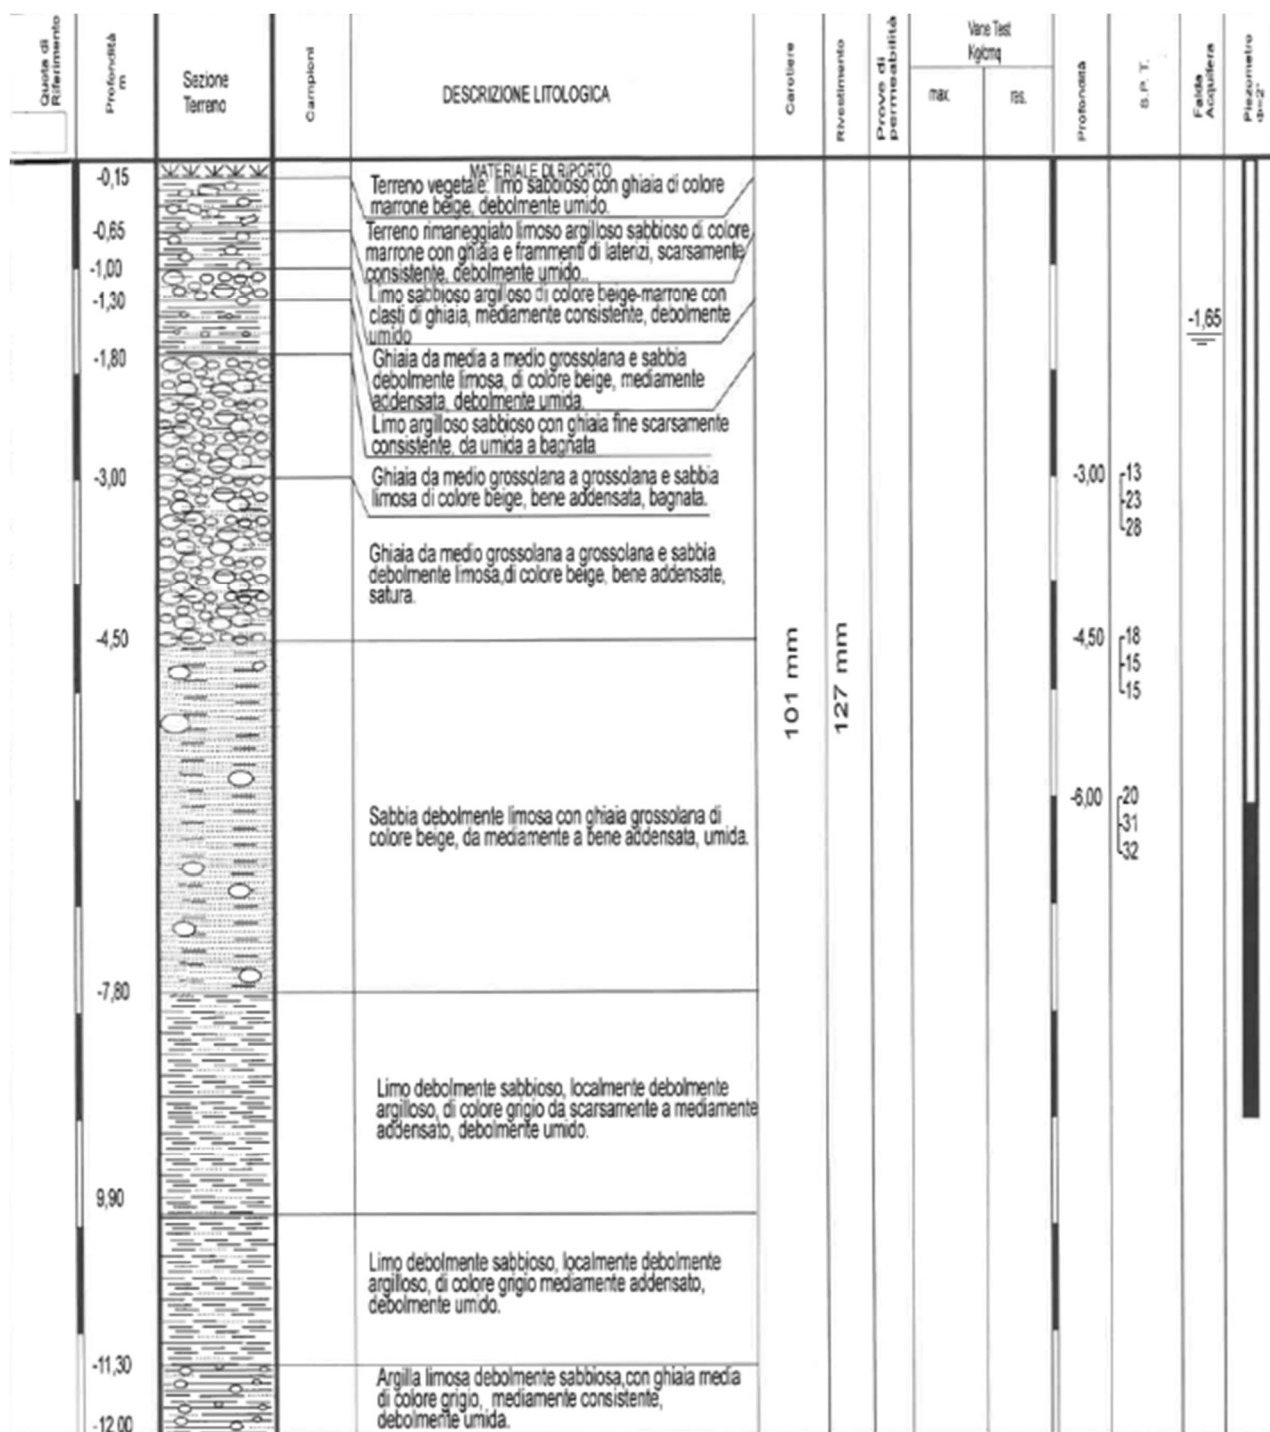 Quota di
Riferimento
Profondità
m
Sezione
Terreno
Campioni
DESCRIZIONE LITOLOGICA
Carotiere
Rivestimento
Prove di
permeabilità
Vane Test
Kg/cmq
max.
res.
Profondità
S. P. T.
Falda
Acquifera
Piezometro
Φ=2"
MATERIALE DI RIPORTO
-0,15
Terreno vegetale: limo sabbioso con ghiaia di colore
marrone beige, debolmente umido.
-0,65
Terreno rimaneggiato limoso argilloso sabbioso di colore
marrone con ghiaia e frammenti di laterizi, scarsamente
consistente, debolmente umido..
-1,00
Limo sabbioso argilloso di colore beige-marrone con
clasti di ghiaia, mediamente consistente, debolmente
umido
-1,30
Ghiaia da media a medio grossolana e sabbia
debolmente limosa, di colore beige, mediamente
addensata, debolmente umida.
-1,80
Limo argilloso sabbioso con ghiaia fine scarsamente
consistente, da umida a bagnata
-3,00
Ghiaia da medio grossolana a grossolana e sabbia
limosa di colore beige, bene addensata, bagnata.
Ghiaia da medio grossolana a grossolana e sabbia
debolmente limosa,di colore beige, bene addensate,
satura.
-4,50
Sabbia debolmente limosa con ghiaia grossolana di
colore beige, da mediamente a bene addensata, umida.
-7,80
Limo debolmente sabbioso, localmente debolmente
argilloso, di colore grigio da scarsamente a mediamente
addensato, debolmente umido.
9,90
Limo debolmente sabbioso, localmente debolmente
argilloso, di colore grigio mediamente addensato,
debolmente umido.
-11,30
Argilla limosa debolmente sabbiosa,con ghiaia media
di colore grigio, mediamente consistente,
debolmente umida.
-12,00
101 mm
127 mm
-3,00
13
23
28
-4,50
18
15
15
-6,00
20
31
32
-1,65